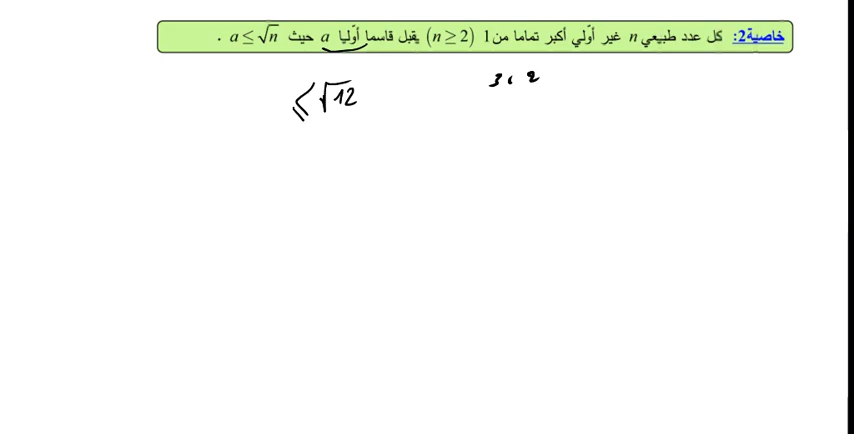 خاصية2: كل عدد طبيعي n غير أوّلي أكبر تماما من 1 (n ≥ 2) يقبل قاسما أوّليا a حيث a ≤ √n .
3 ، 2
≤ √12